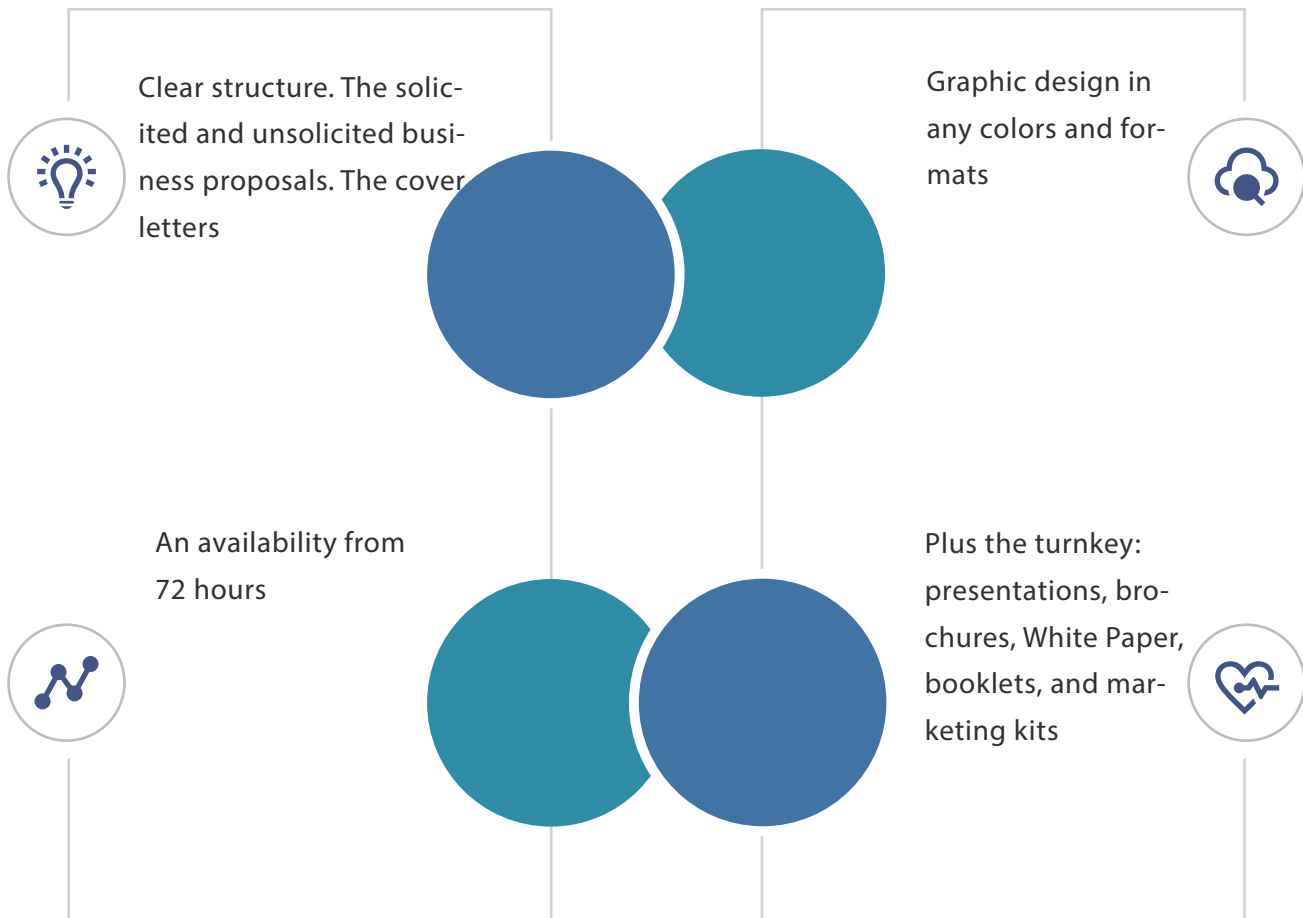 Clear structure. The solic-
ited and unsolicited busi-
ness proposals. The cover
letters
Graphic design in
any colors and for-
mats
An availability from
72 hours
Plus the turnkey:
presentations, bro-
chures, White Paper,
booklets, and mar-
keting kits